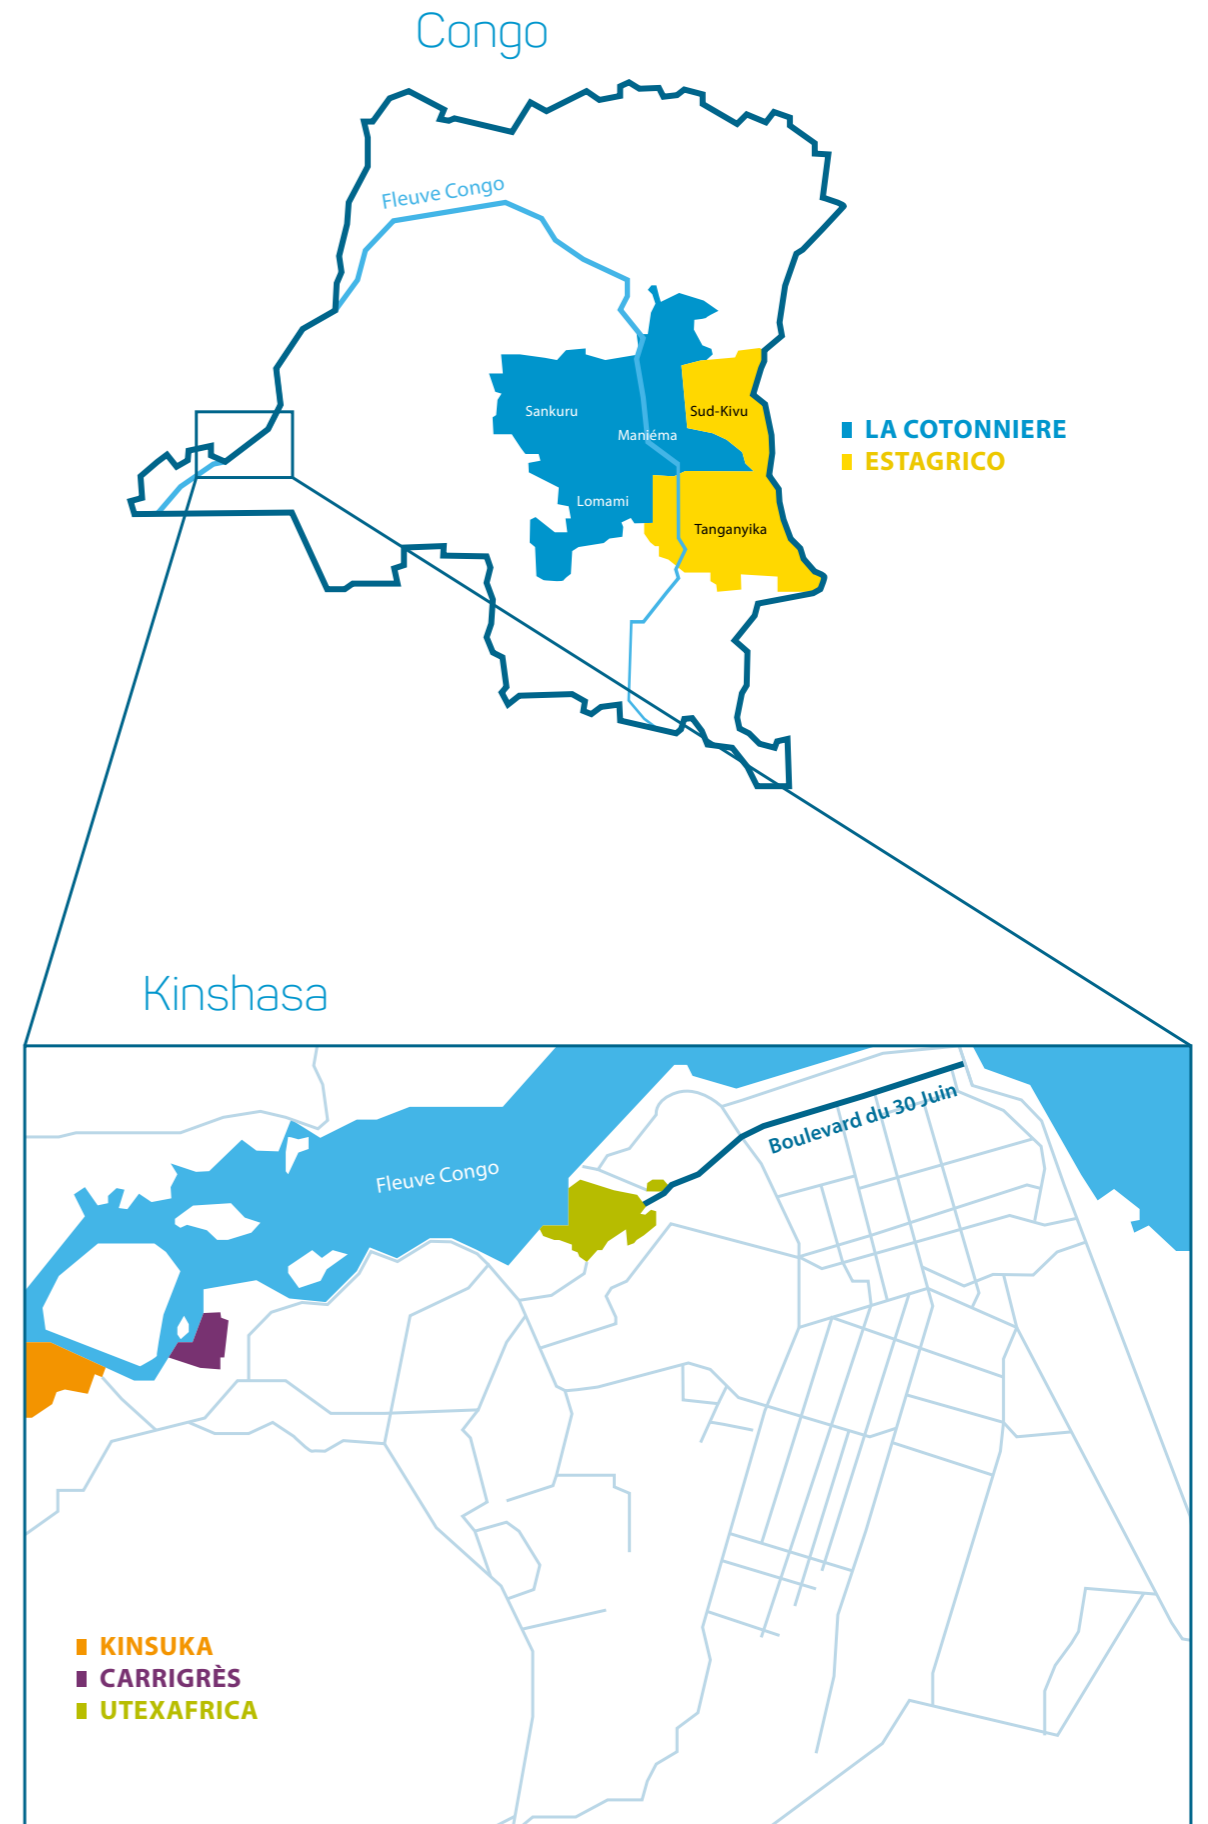 Congo
Fleuve Congo
Sankuru
Sud-Kivu
Maniéma
LA COTONNIERE
ESTAGRICO
Lomami
Tanganyika
Kinshasa
Boulevard du 30 Juin
Fleuve Congo
KINSUKA
CARRIGRÈS
UTEXAFRICA